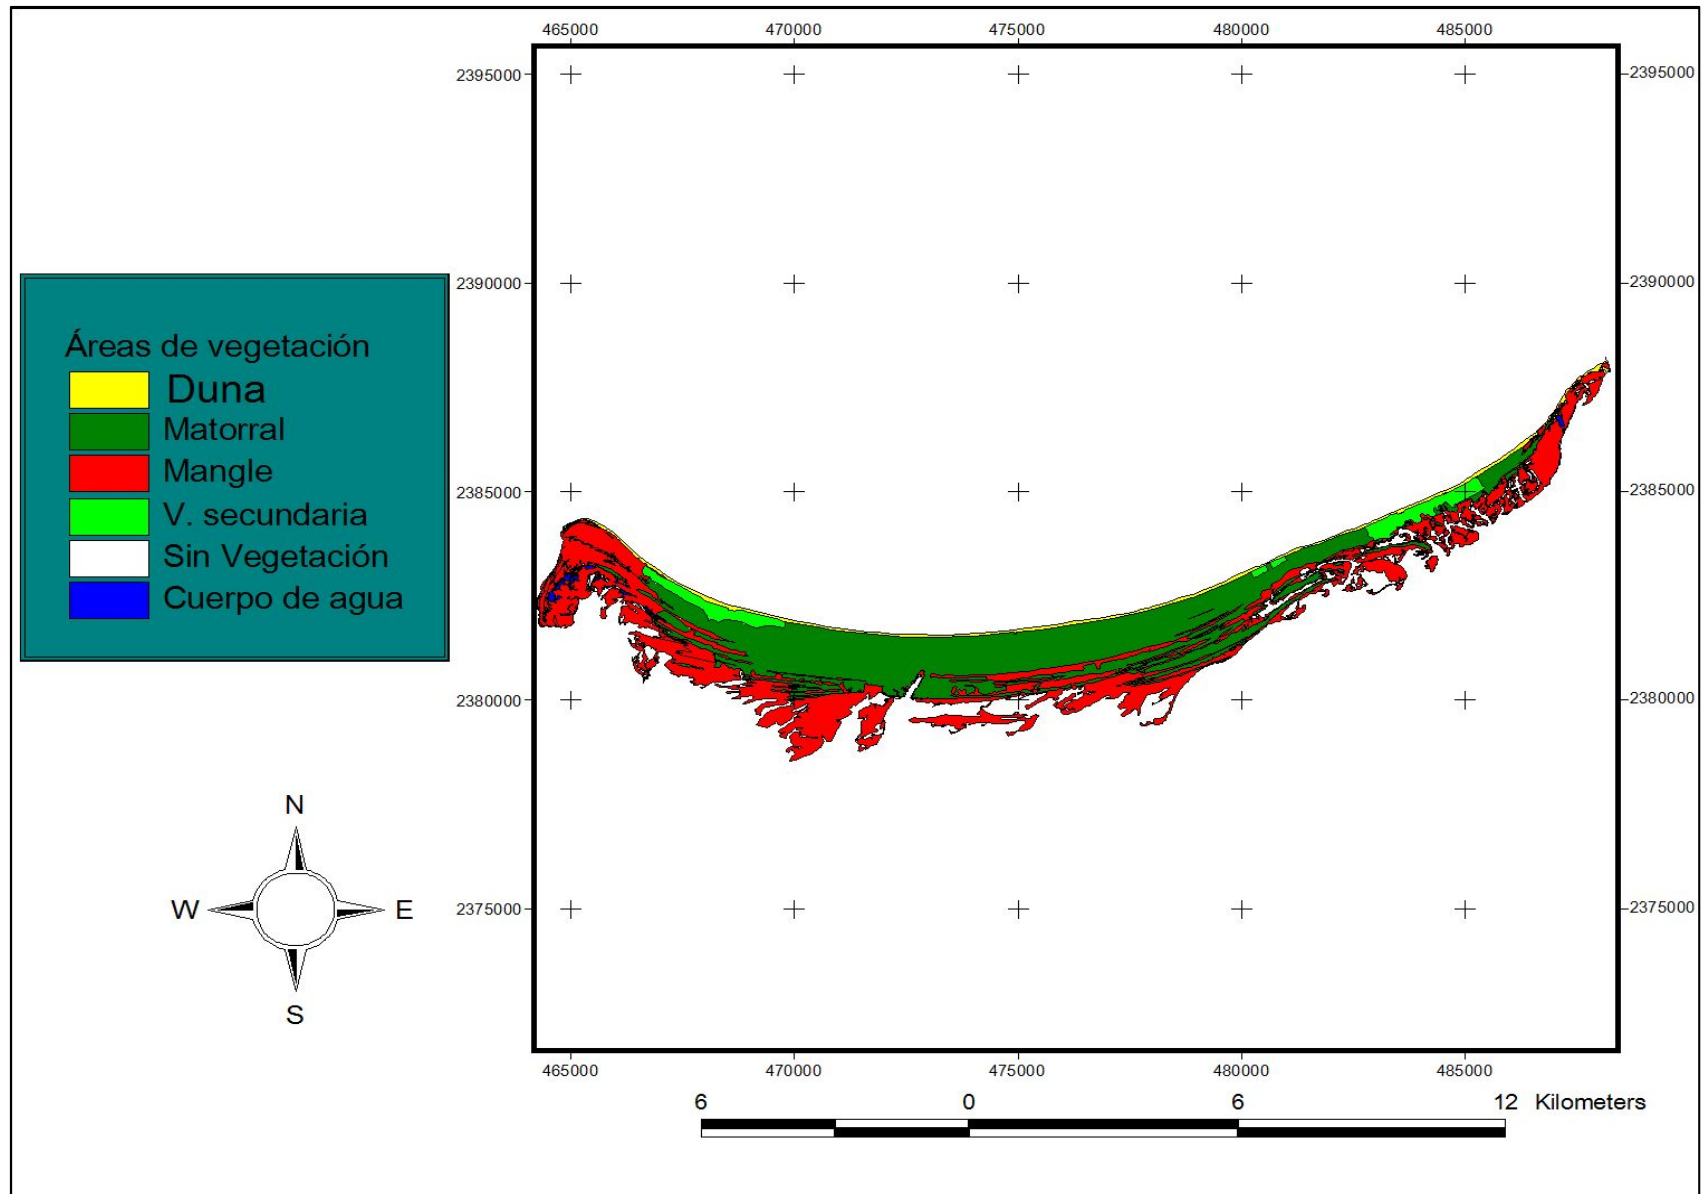 465000 470000 475000 480000 485000
2395000 2395000
2390000 2390000
Áreas de vegetación
Duna
Matorral
Mangle
V. secundaria
Sin Vegetación
Cuerpo de agua
2385000 2385000
2380000 2380000
2375000 2375000
N
W E
S
465000 470000 475000 480000 485000
6 0 6 12 Kilometers